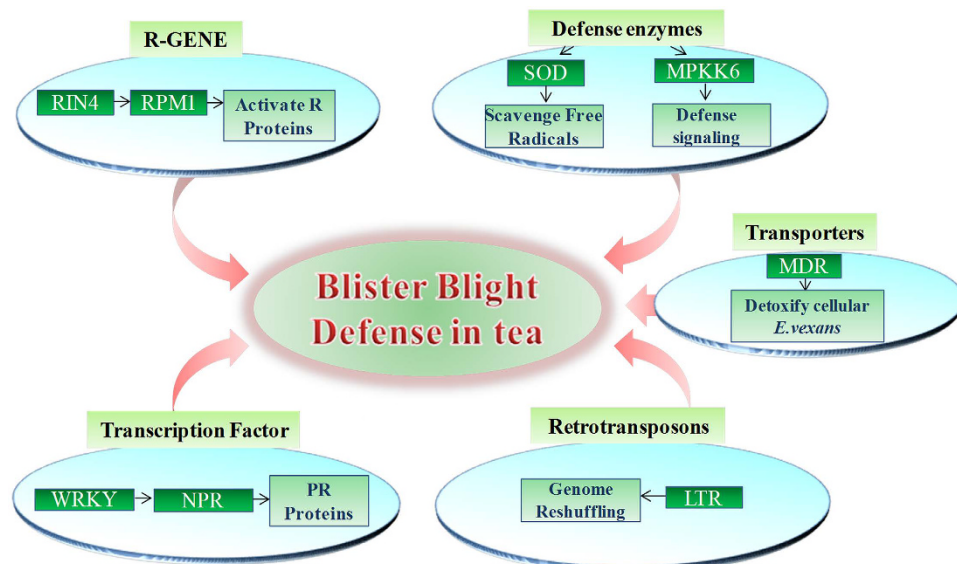 R-GENE
RIN4
RPM1
Activate R
Proteins
Defense enzymes
SOD
MPKK6
Scavenge Free
Radicals
Defense
signaling
Blister Blight
Defense in tea
Transporters
MDR
Detoxify cellular
E.vexans
Transcription Factor
WRKY
NPR
PR
Proteins
Retrotransposons
Genome
Reshuffling
LTR